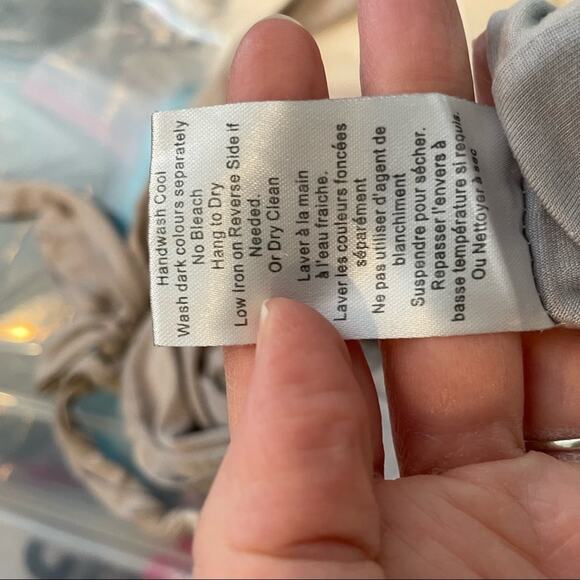 Handwash Cool
Wash dark colours separately
No Bleach
Hang to Dry
Low Iron on Reverse Side if
Needed.
Or Dry Clean
Laver à la main
à l'eau fraiche.
Laver les couleurs foncées
séparément
Ne pas utiliser d'agent de
blanchiment
Suspendre pour sécher.
Repasser l'envers à
basse température si requis.
Ou Nettoyer à sec